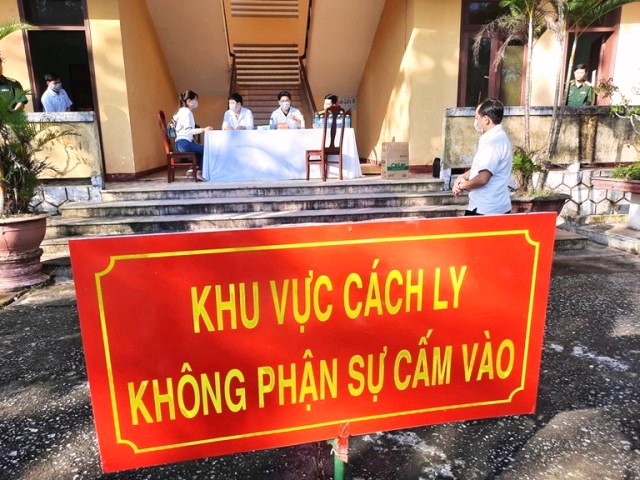 KHU VỰC CÁCH LY
KHÔNG PHẬN SỰ CẤM VÀO